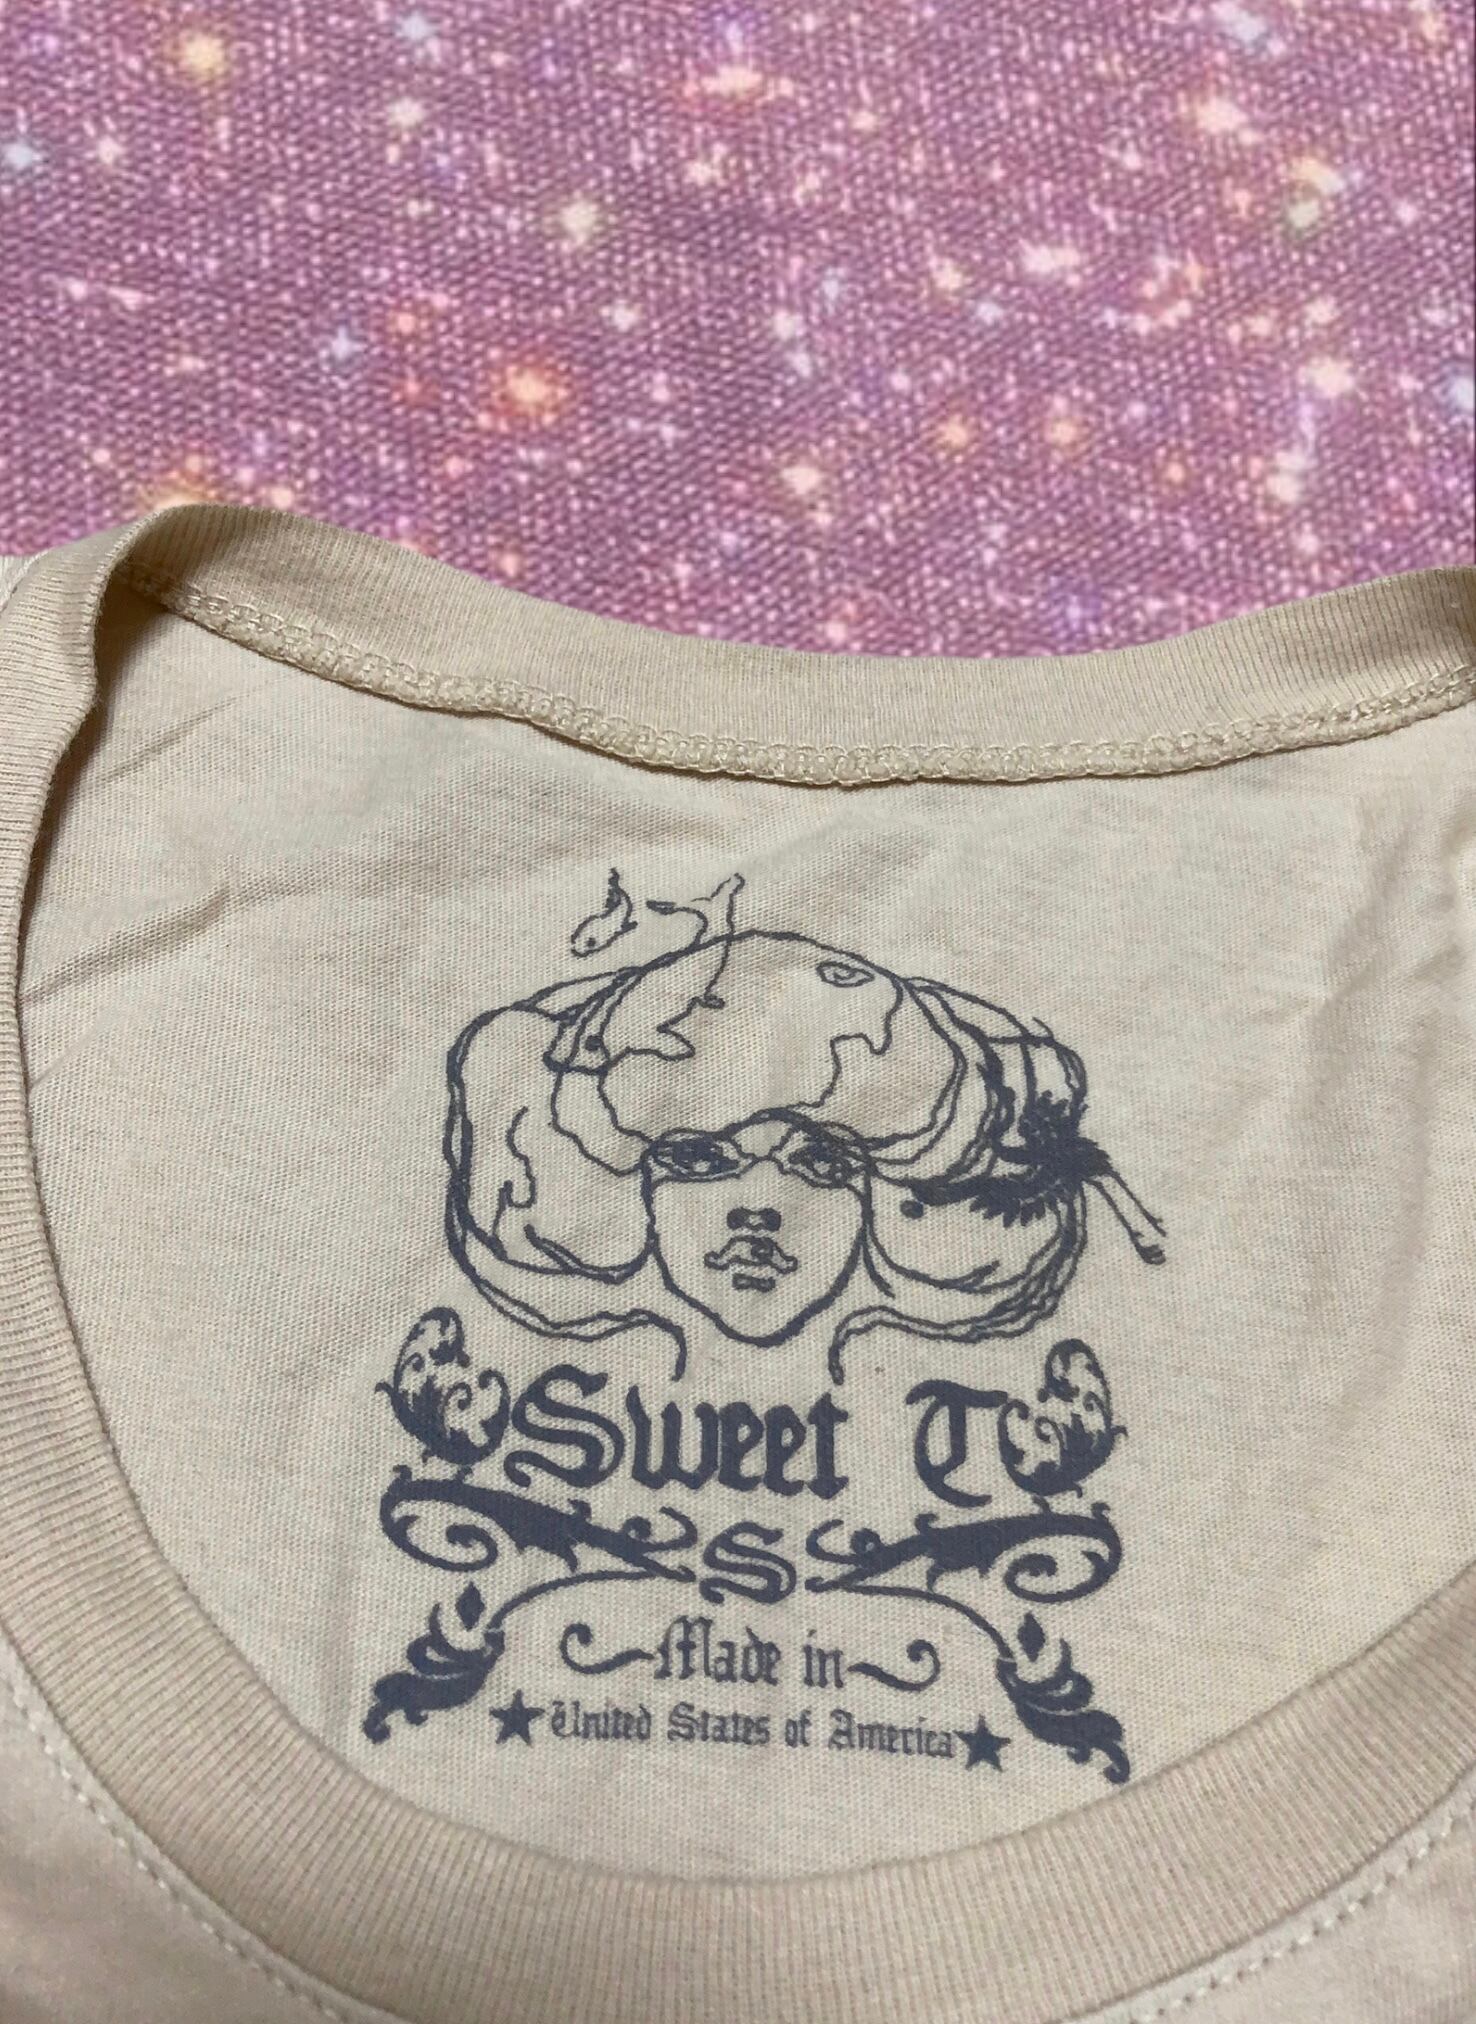 Sweet T
S
Made in
United States of America